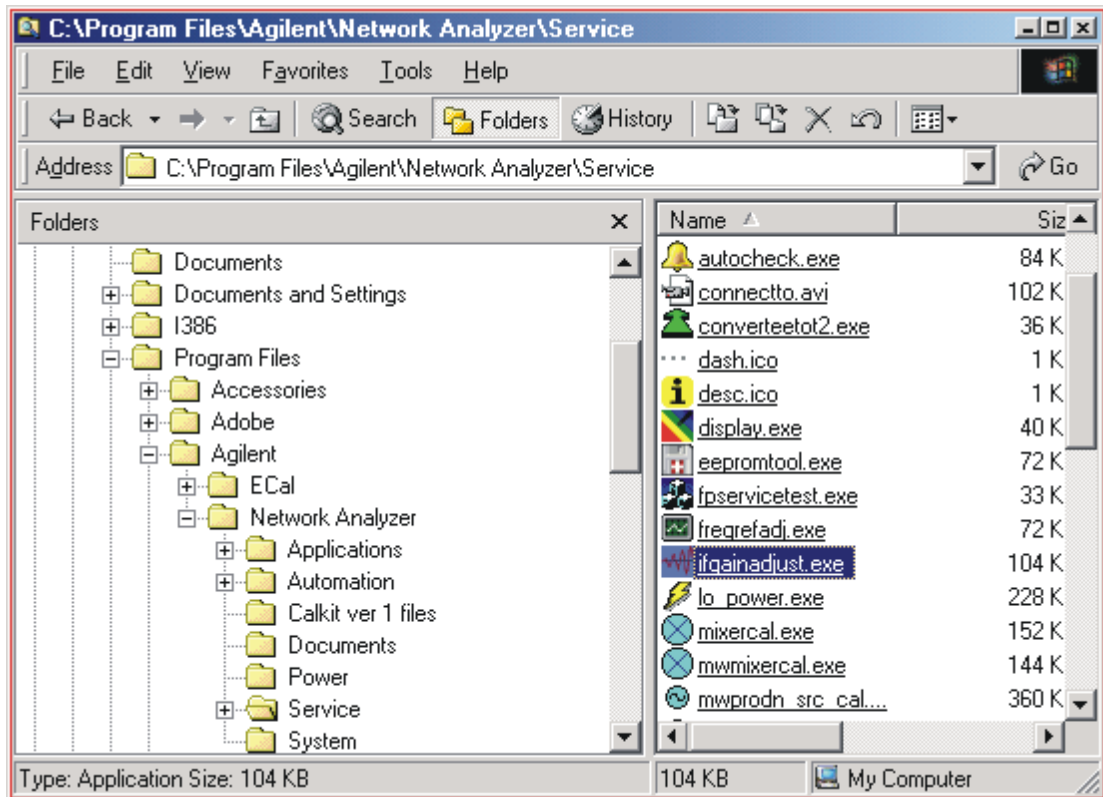 C:\Program Files\Agilent\Network Analyzer\Service
File Edit View Favorites Tools Help
Back Search Folders History
Address C:\Program Files\Agilent\Network Analyzer\Service Go
Folders
Documents
Documents and Settings
I386
Program Files
Accessories
Adobe
Agilent
ECal
Network Analyzer
Applications
Automation
Calkit ver 1 files
Documents
Power
Service
System
Name Siz
autocheck.exe 84 K
connectto.avi 102 K
converteetot2.exe 36 K
dash.ico 1 K
desc.ico 1 K
display.exe 40 K
eepromtool.exe 72 K
fpservicetest.exe 33 K
freqrefadj.exe 72 K
ifgainadjust.exe 104 K
lo_power.exe 228 K
mixercal.exe 152 K
mwmixercal.exe 144 K
mwprodn_src_cal.... 360 K
Type: Application Size: 104 KB 104 KB My Computer